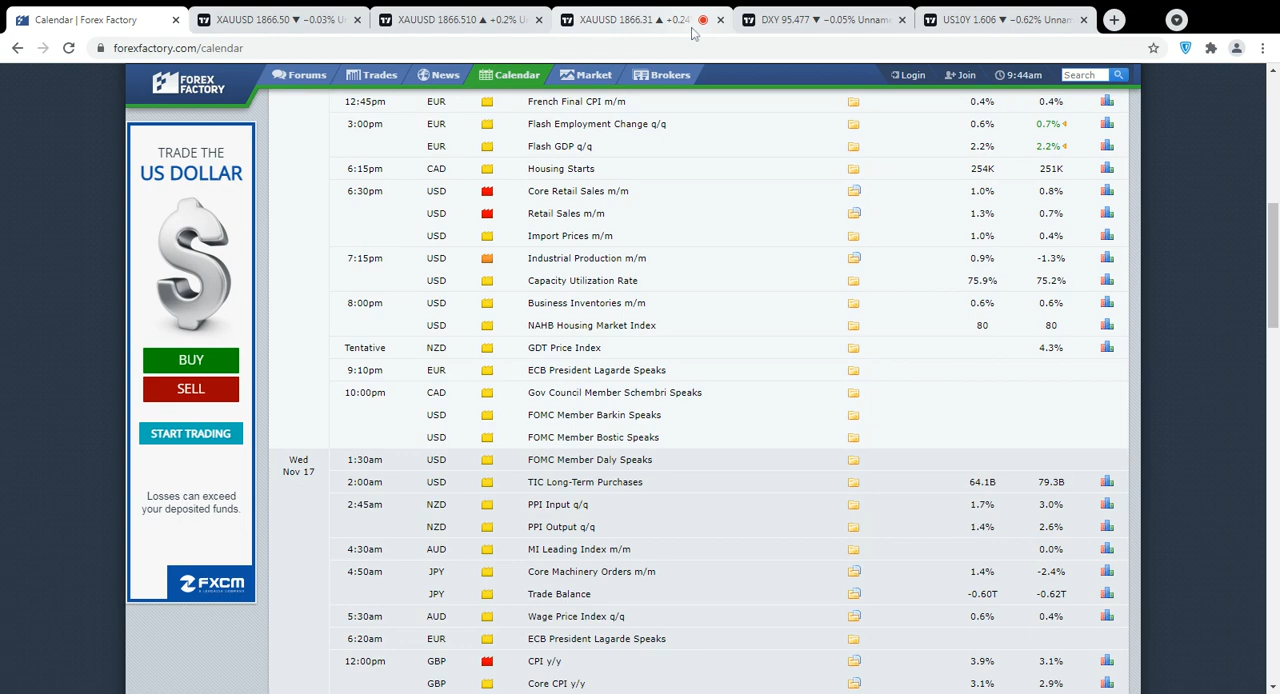 Calendar | Forex Factory
XAUUSD 1866.50 ▼ −0.03% Un
XAUUSD 1866.510 ▲ +0.2% Un
XAUUSD 1866.31 ▲ +0.24
DXY 95.477 ▼ −0.05% Unname
US10Y 1.606 ▼ −0.62% Unnam
forexfactory.com/calendar
FOREX
FACTORY
Forums
Trades
News
Calendar
Market
Brokers
Login
Join
9:44am
Search
TRADE THE
US DOLLAR
BUY
SELL
START TRADING
Losses can exceed
your deposited funds.
FXCM
12:45pm EUR French Final CPI m/m 0.4% 0.4%
3:00pm EUR Flash Employment Change q/q 0.6% 0.7%
EUR Flash GDP q/q 2.2% 2.2%
6:15pm CAD Housing Starts 254K 251K
6:30pm USD Core Retail Sales m/m 1.0% 0.8%
USD Retail Sales m/m 1.3% 0.7%
USD Import Prices m/m 1.0% 0.4%
7:15pm USD Industrial Production m/m 0.9% -1.3%
USD Capacity Utilization Rate 75.9% 75.2%
8:00pm USD Business Inventories m/m 0.6% 0.6%
USD NAHB Housing Market Index 80 80
Tentative NZD GDT Price Index 4.3%
9:10pm EUR ECB President Lagarde Speaks
10:00pm CAD Gov Council Member Schembri Speaks
USD FOMC Member Barkin Speaks
USD FOMC Member Bostic Speaks
Wed
Nov 17
1:30am USD FOMC Member Daly Speaks
2:00am USD TIC Long-Term Purchases 64.1B 79.3B
2:45am NZD PPI Input q/q 1.7% 3.0%
NZD PPI Output q/q 1.4% 2.6%
4:30am AUD MI Leading Index m/m 0.0%
4:50am JPY Core Machinery Orders m/m 1.4% -2.4%
JPY Trade Balance -0.60T -0.62T
5:30am AUD Wage Price Index q/q 0.6% 0.4%
6:20am EUR ECB President Lagarde Speaks
12:00pm GBP CPI y/y 3.9% 3.1%
GBP Core CPI y/y 3.1% 2.9%